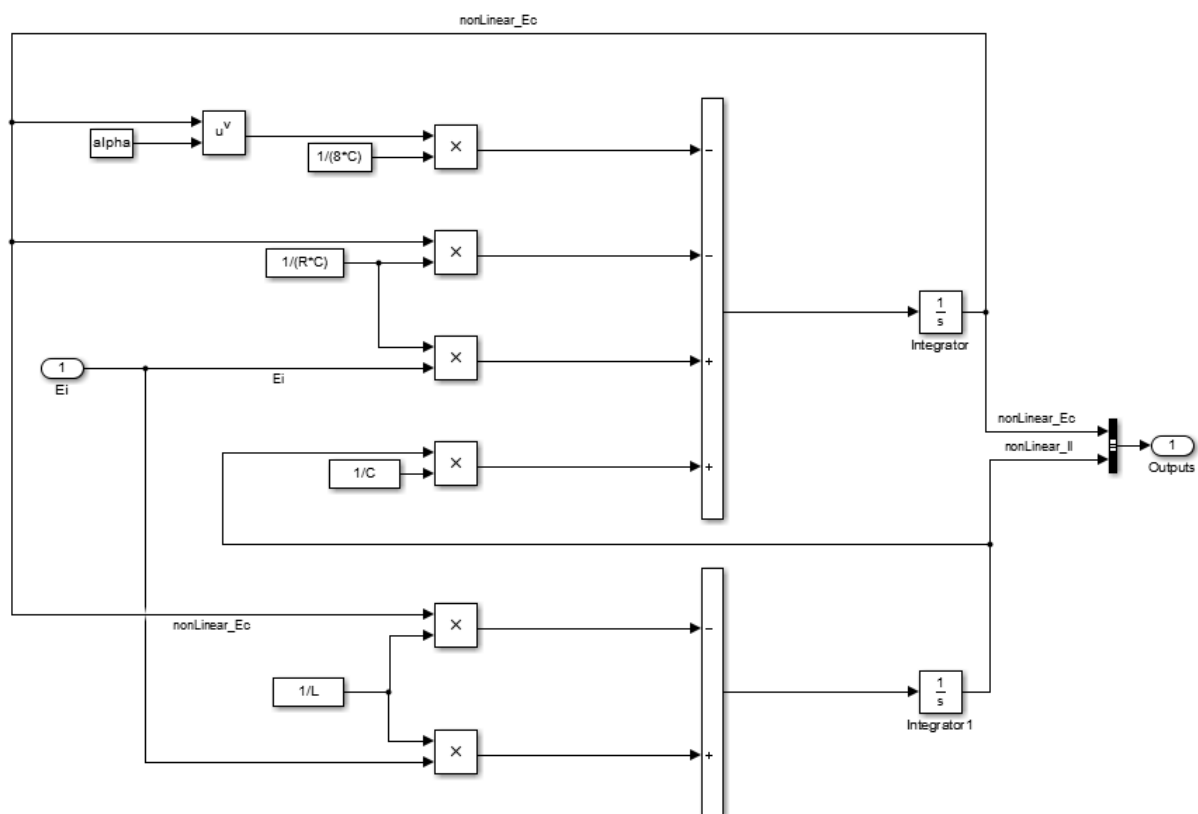 nonLinear_Ec
alpha
u^v
×
1/(8*C)
−
×
1/(R*C)
−
1
s
Integrator
×
+
1
Ei
Ei
nonLinear_Ec
nonLinear_Il
1
Outputs
×
1/C
+
×
nonLinear_Ec
−
1/L
1
s
Integrator1
×
+